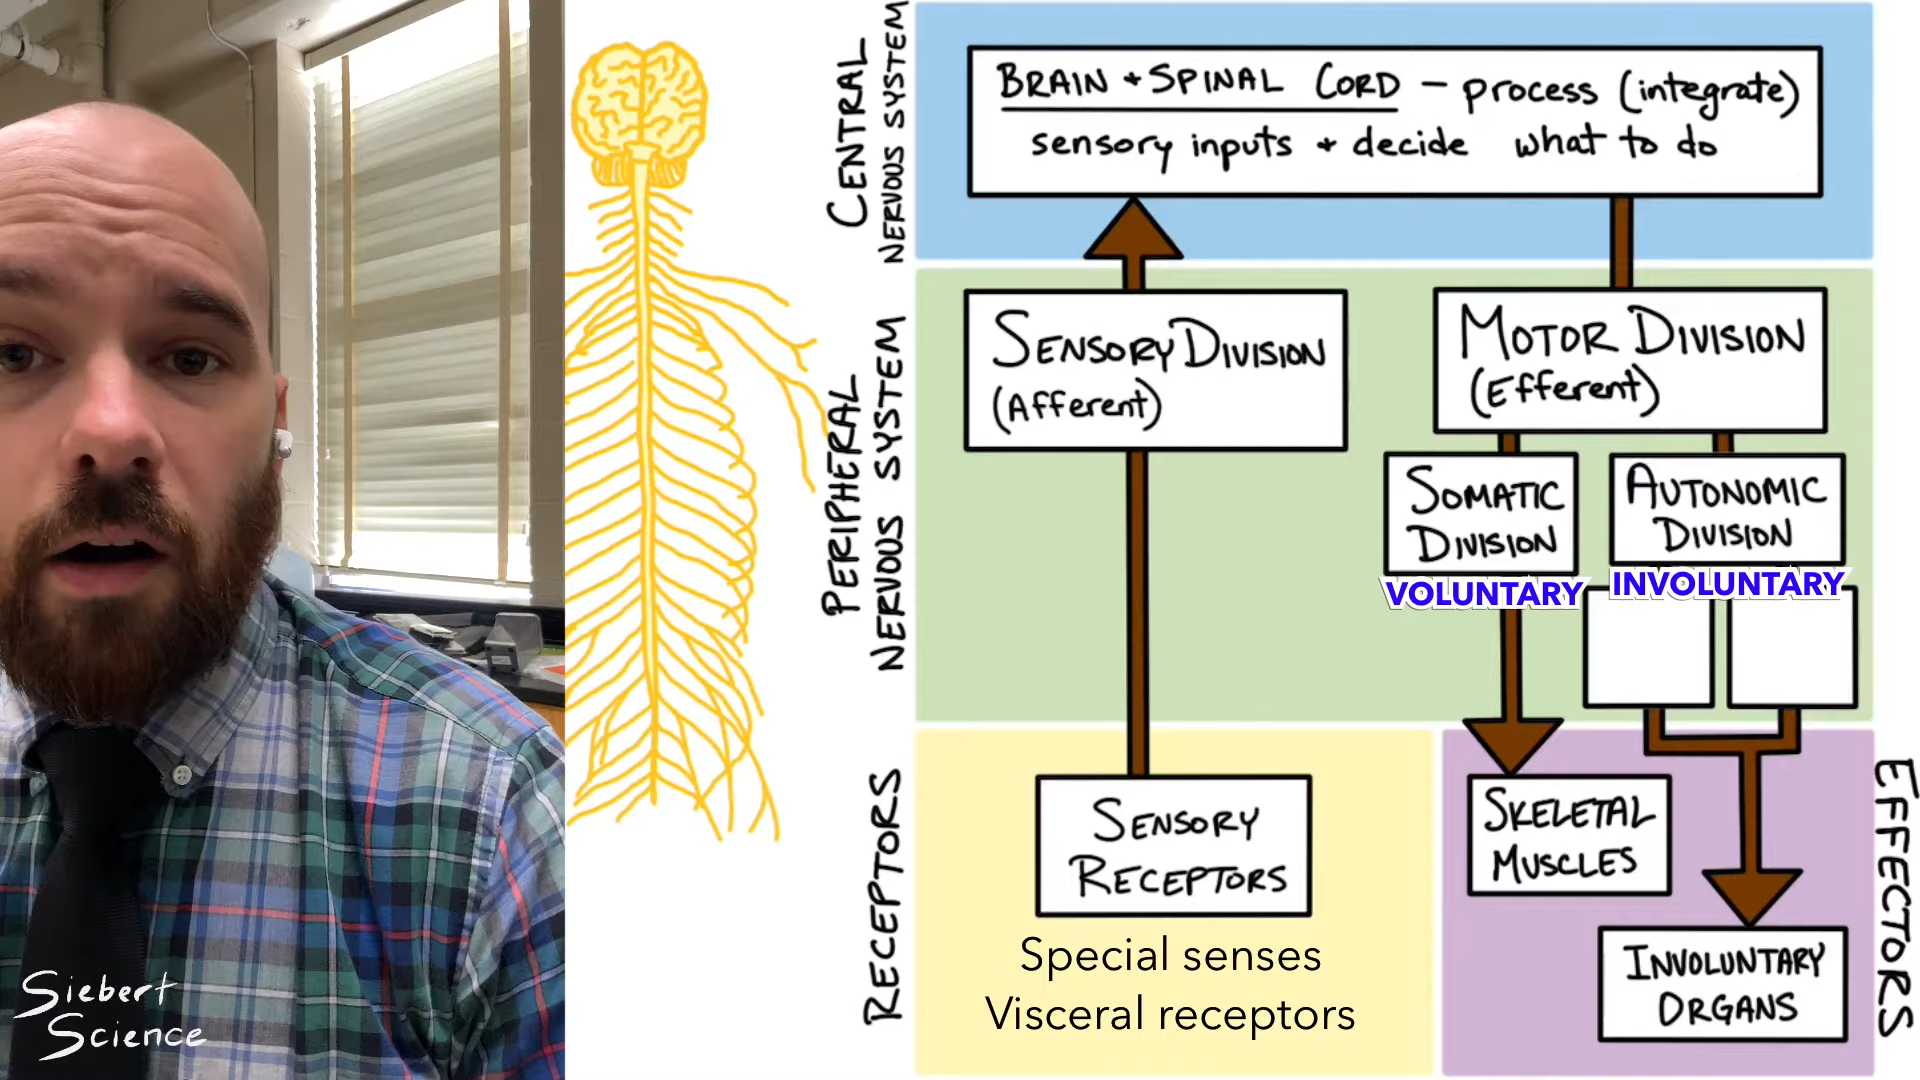 CENTRAL
NERVOUS SYSTEM
BRAIN + SPINAL CORD – process (integrate)
sensory inputs + decide what to do
PERIPHERAL
NERVOUS SYSTEM
SENSORY DIVISION
(Afferent)
MOTOR DIVISION
(Efferent)
SOMATIC
DIVISION
VOLUNTARY
AUTONOMIC
DIVISION
INVOLUNTARY
RECEPTORS
SENSORY
RECEPTORS
Special senses
Visceral receptors
SKELETAL
MUSCLES
INVOLUNTARY
ORGANS
EFFECTORS
Siebert
Science